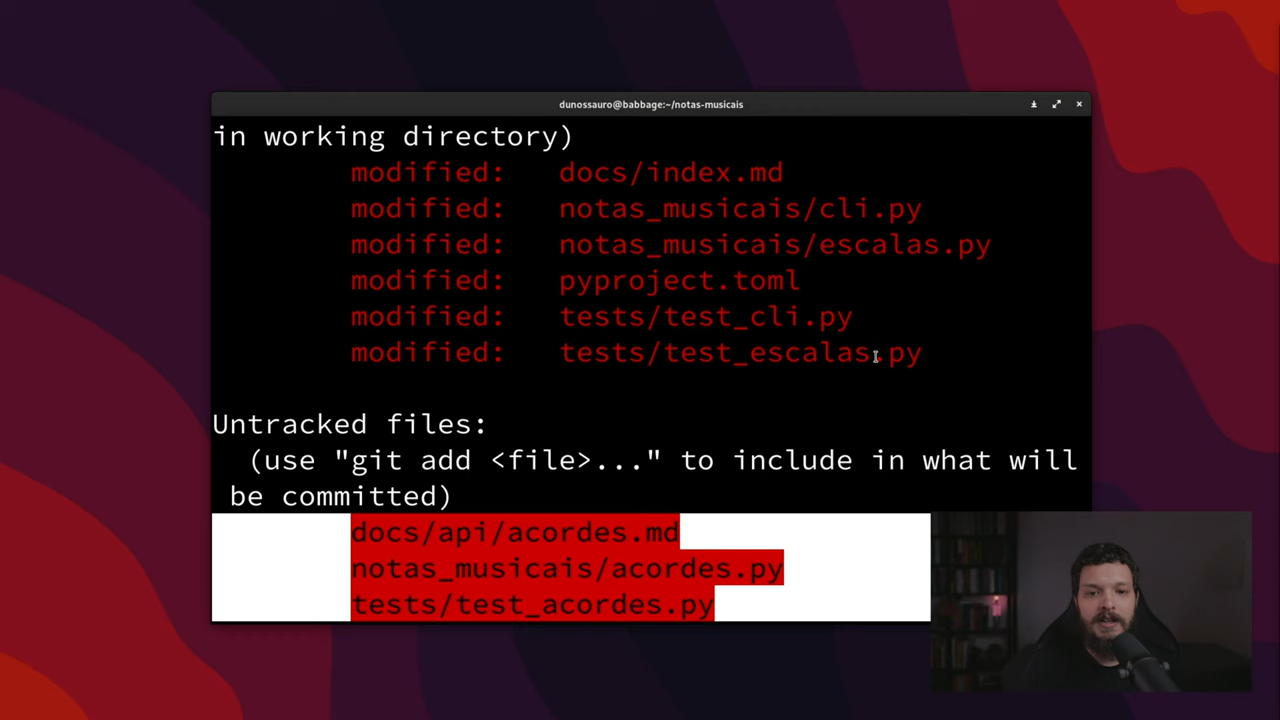 dunossauro@babbage:~/notas-musicais
in working directory)
modified: docs/index.md
modified: notas_musicais/cli.py
modified: notas_musicais/escalas.py
modified: pyproject.toml
modified: tests/test_cli.py
modified: tests/test_escalas.py
Untracked files:
(use "git add <file>..." to include in what will
be committed)
docs/api/acordes.md
notas_musicais/acordes.py
tests/test_acordes.py